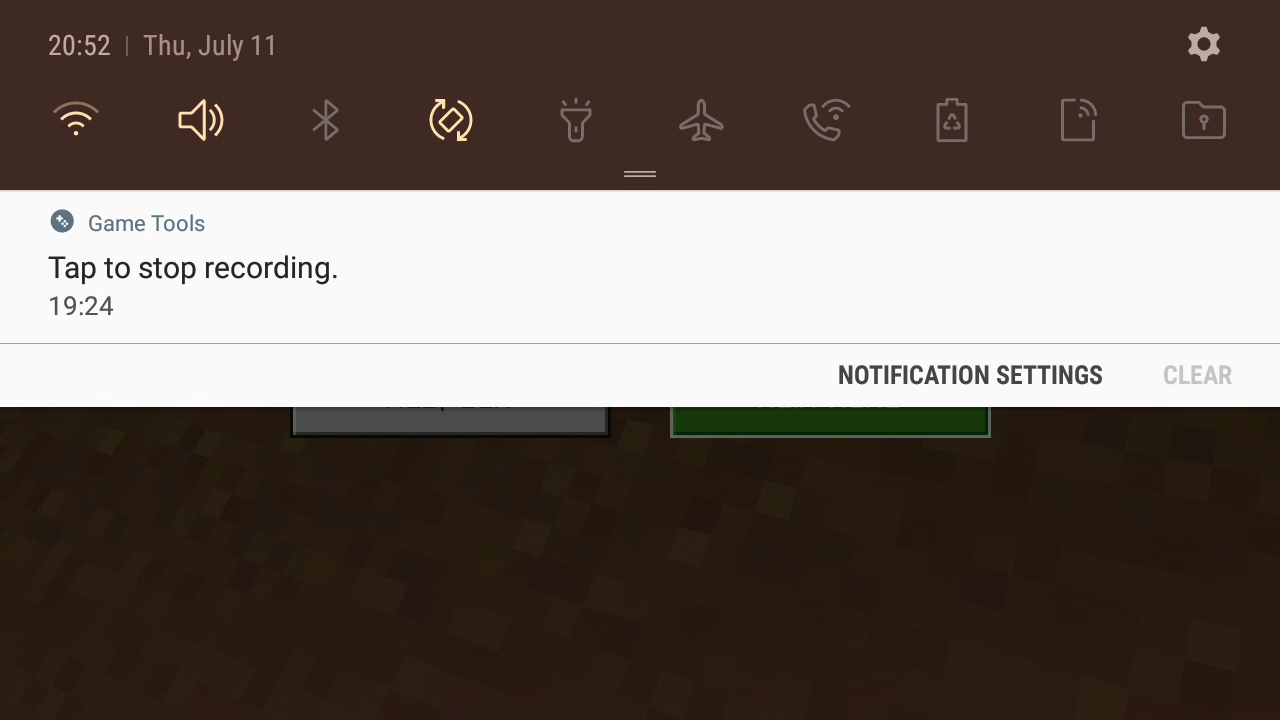 20:52 | Thu, July 11
Game Tools
Tap to stop recording.
19:24
NOTIFICATION SETTINGS CLEAR